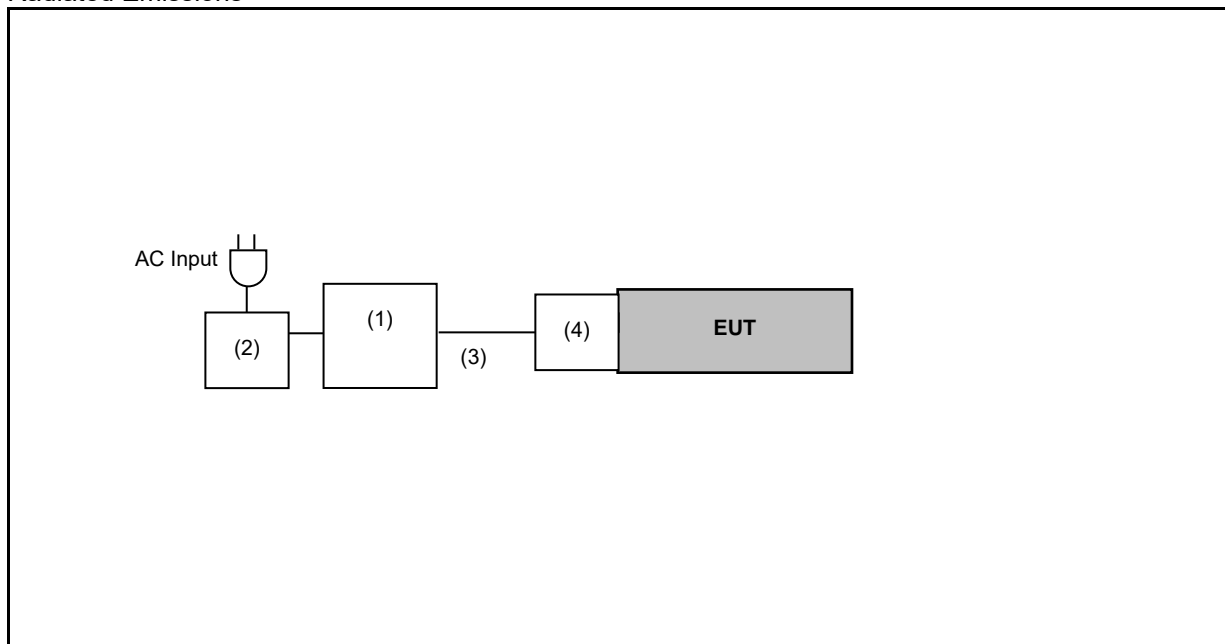 Radiated Emissions
AC Input
(1)
(2)
(3)
(4)
EUT